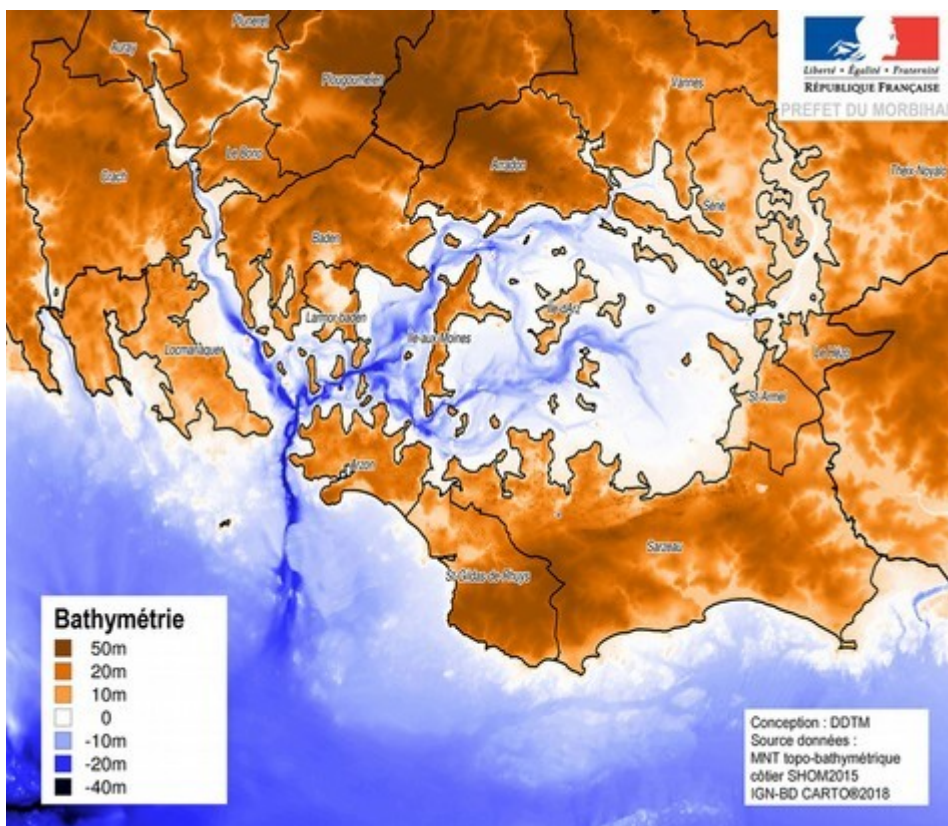 Pluneret
Auray
Plougoumelen
Vannes
Liberté • Égalité • Fraternité
RÉPUBLIQUE FRANÇAISE
PREFET DU MORBIHA
Le Bono
Crach
Arradon
Theix-Noyalo
Séné
Baden
Larmor-baden
Ile d'Arz
Ile-aux-Moines
Locmariaquer
Le Hézo
St-Armel
Arzon
Sarzeau
St-Gildas-de-Rhuys
Bathymétrie
50m
20m
10m
0
-10m
-20m
-40m
Conception : DDTM
Source données :
MNT topo-bathymétrique
côtier SHOM2015
IGN-BD CARTO®2018